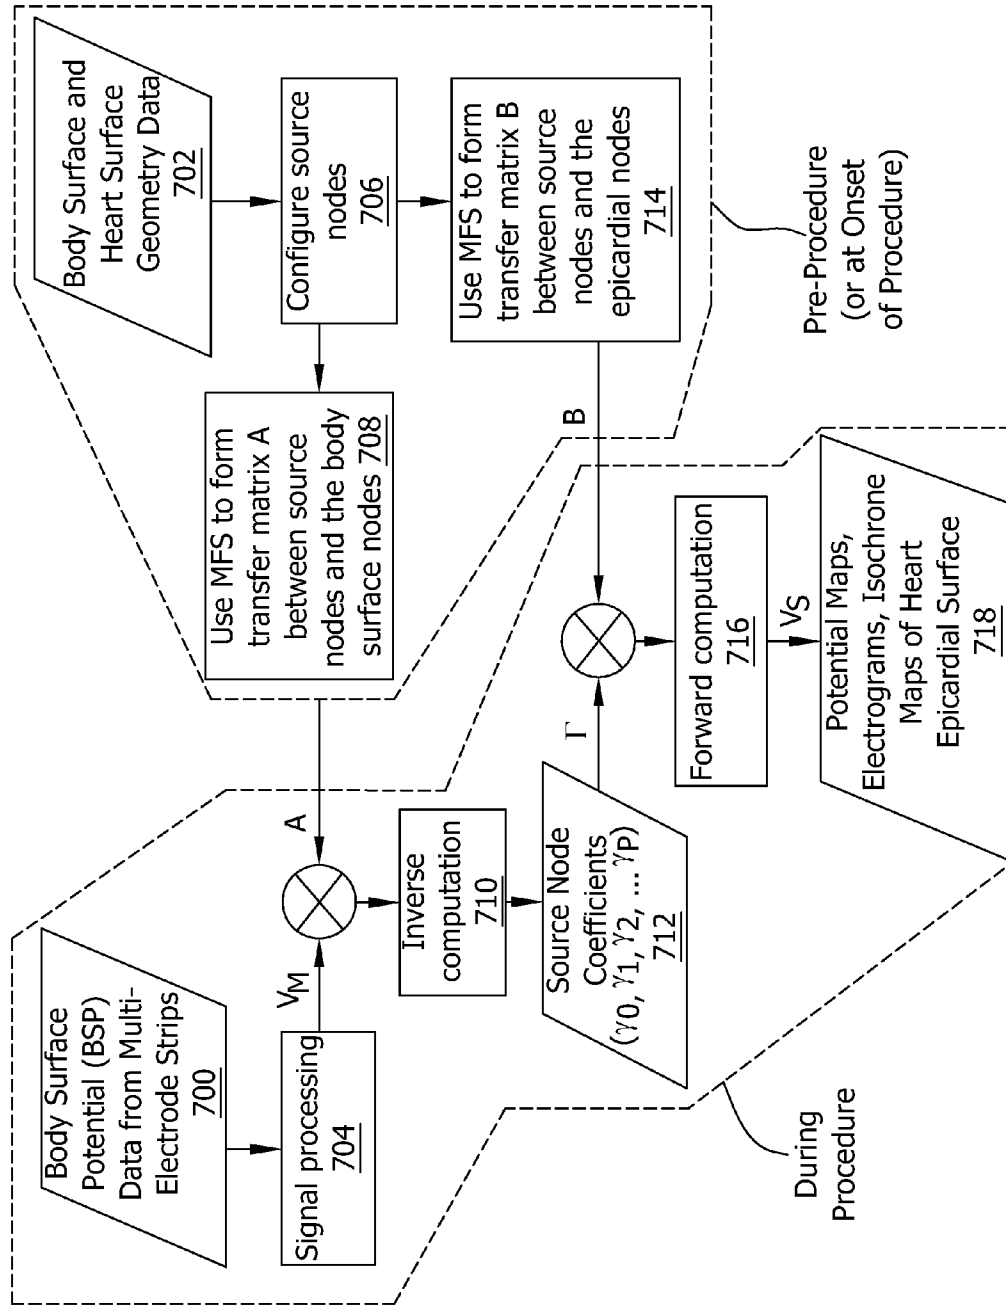 Body Surface
Potential (BSP)
Data from Multi-
Electrode Strips
700
Signal processing
704
VM
A
Inverse
computation
710
Source Node
Coefficients
(γ0, γ1, γ2, ... γP)
712
Γ
During
Procedure
Body Surface and
Heart Surface
Geometry Data
702
Configure source
nodes
706
Use MFS to form
transfer matrix A
between source
nodes and the body
surface nodes 708
Use MFS to form
transfer matrix B
between source
nodes and the
epicardial nodes
714
B
Forward computation
716
VS
Potential Maps,
Electrograms, Isochrone
Maps of Heart
Epicardial Surface
718
Pre-Procedure
(or at Onset
of Procedure)